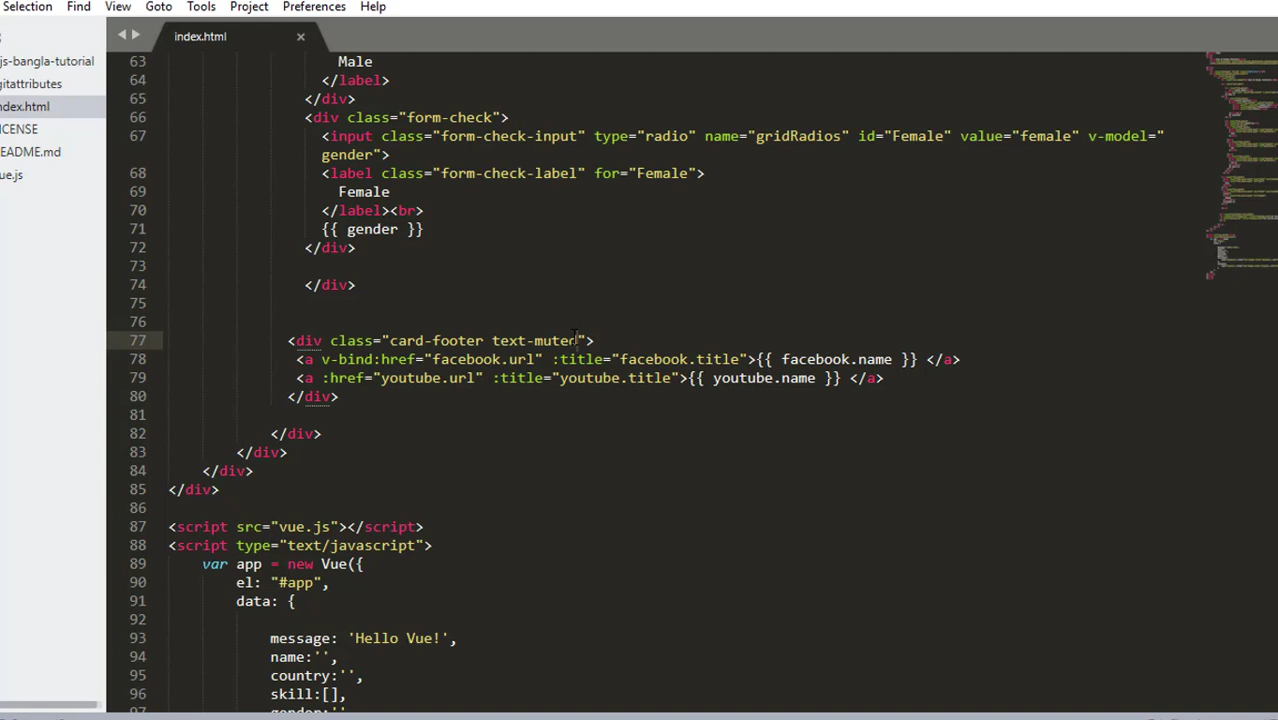 Selection Find View Goto Tools Project Preferences Help
index.html ×
js-bangla-tutorial
gitattributes
ndex.html
ICENSE
EADME.md
ue.js
63 Male
64 </label>
65 </div>
66 <div class="form-check">
67 <input class="form-check-input" type="radio" name="gridRadios" id="Female" value="female" v-model="
gender">
68 <label class="form-check-label" for="Female">
69 Female
70 </label><br>
71 {{ gender }}
72 </div>
73
74 </div>
75
76
77 <div class="card-footer text-muted">
78 <a v-bind:href="facebook.url" :title="facebook.title">{{ facebook.name }} </a>
79 <a :href="youtube.url" :title="youtube.title">{{ youtube.name }} </a>
80 </div>
81
82 </div>
83 </div>
84 </div>
85 </div>
86
87 <script src="vue.js"></script>
88 <script type="text/javascript">
89 var app = new Vue({
90 el: "#app",
91 data: {
92
93 message: 'Hello Vue!',
94 name:'',
95 country:'',
96 skill:[],
97 gender:''